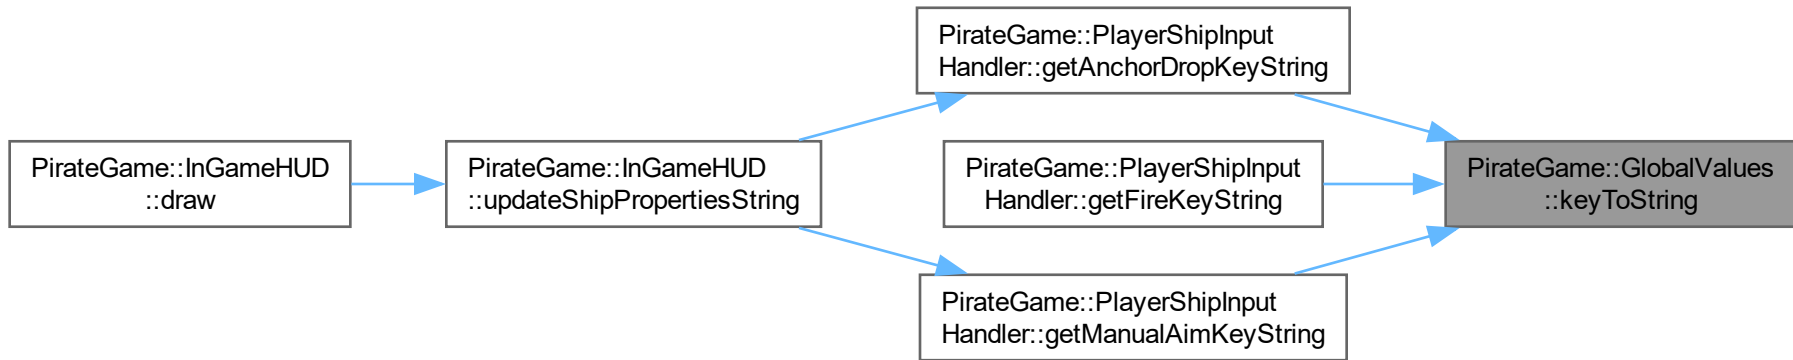 PirateGame::InGameHUD
::draw
PirateGame::InGameHUD
::updateShipPropertiesString
PirateGame::PlayerShipInput
Handler::getAnchorDropKeyString
PirateGame::PlayerShipInput
Handler::getFireKeyString
PirateGame::PlayerShipInput
Handler::getManualAimKeyString
PirateGame::GlobalValues
::keyToString